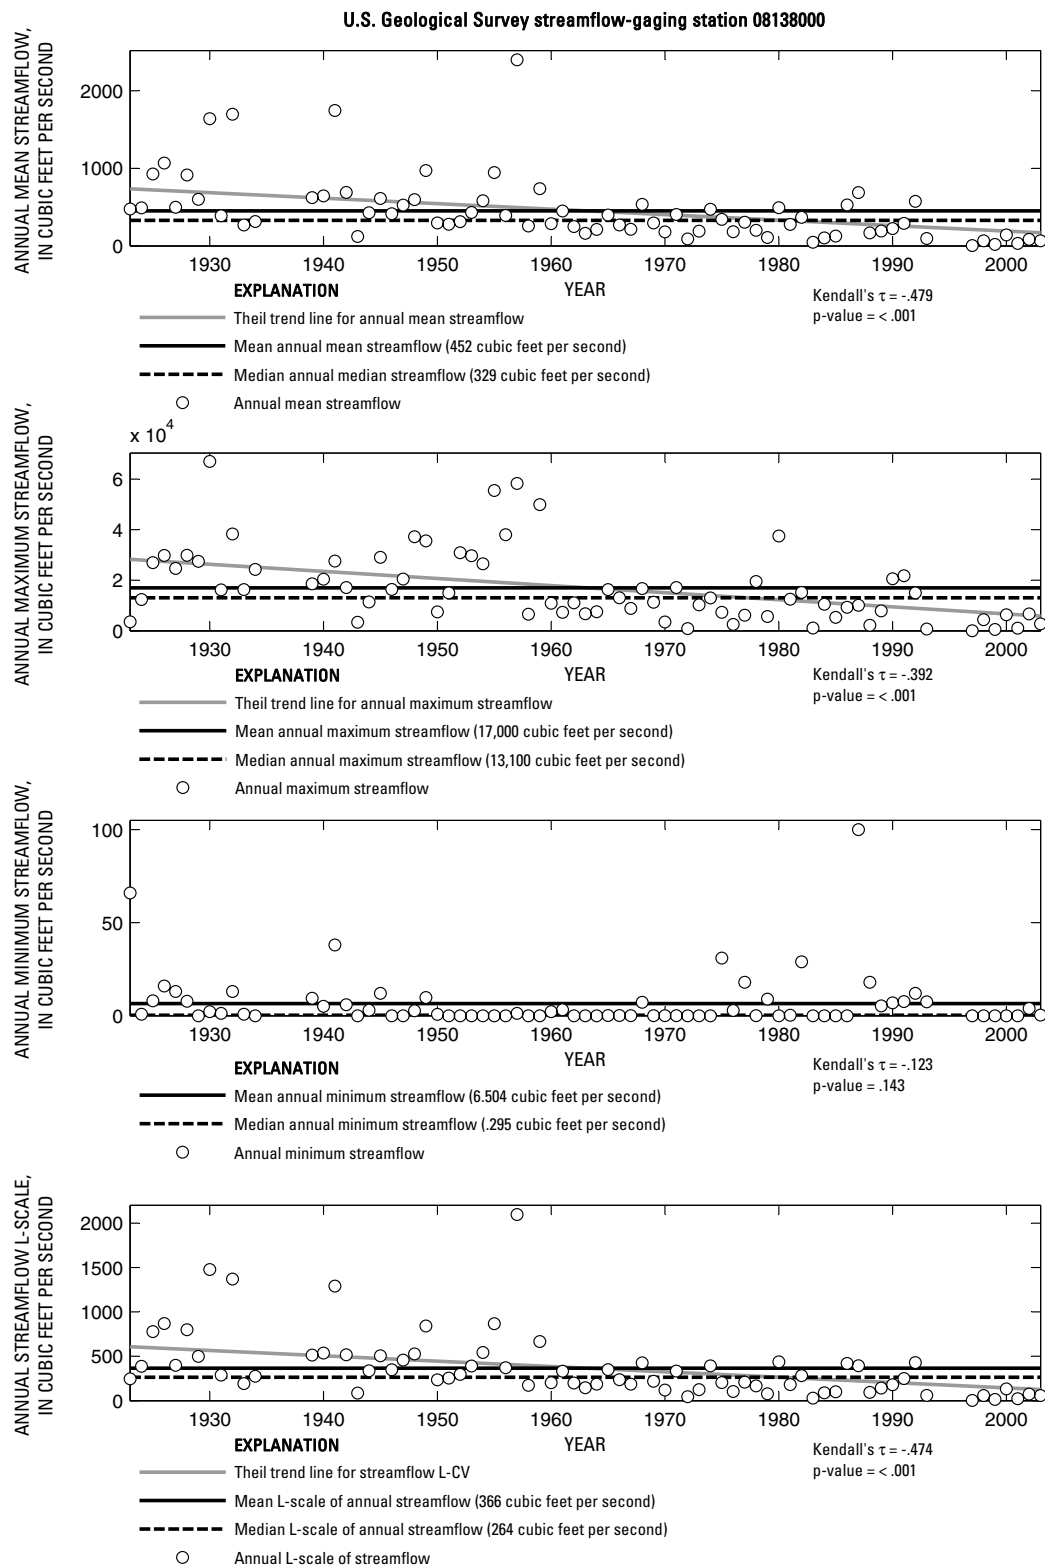 U.S. Geological Survey streamflow-gaging station 08138000
ANNUAL MEAN STREAMFLOW,
IN CUBIC FEET PER SECOND
2000
1000
0
1930 1940 1950 1960 1970 1980 1990 2000
YEAR
EXPLANATION
Theil trend line for annual mean streamflow
Mean annual mean streamflow (452 cubic feet per second)
Median annual median streamflow (329 cubic feet per second)
Annual mean streamflow
Kendall's τ = -.479
p-value = < .001
ANNUAL MAXIMUM STREAMFLOW,
IN CUBIC FEET PER SECOND
x 10^4
6
4
2
0
1930 1940 1950 1960 1970 1980 1990 2000
YEAR
EXPLANATION
Theil trend line for annual maximum streamflow
Mean annual maximum streamflow (17,000 cubic feet per second)
Median annual maximum streamflow (13,100 cubic feet per second)
Annual maximum streamflow
Kendall's τ = -.392
p-value = < .001
ANNUAL MINIMUM STREAMFLOW,
IN CUBIC FEET PER SECOND
100
50
0
1930 1940 1950 1960 1970 1980 1990 2000
YEAR
EXPLANATION
Mean annual minimum streamflow (6.504 cubic feet per second)
Median annual minimum streamflow (.295 cubic feet per second)
Annual minimum streamflow
Kendall's τ = -.123
p-value = .143
ANNUAL STREAMFLOW L-SCALE,
IN CUBIC FEET PER SECOND
2000
1500
1000
500
0
1930 1940 1950 1960 1970 1980 1990 2000
YEAR
EXPLANATION
Theil trend line for streamflow L-CV
Mean L-scale of annual streamflow (366 cubic feet per second)
Median L-scale of annual streamflow (264 cubic feet per second)
Annual L-scale of streamflow
Kendall's τ = -.474
p-value = < .001